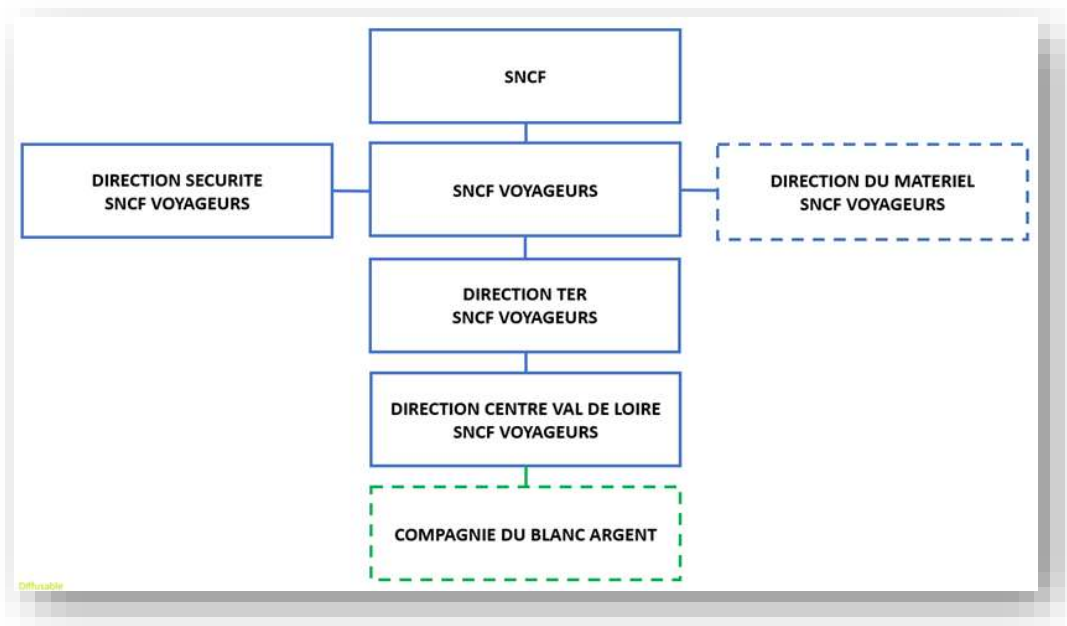 SNCF
DIRECTION SECURITE
SNCF VOYAGEURS
SNCF VOYAGEURS
DIRECTION DU MATERIEL
SNCF VOYAGEURS
DIRECTION TER
SNCF VOYAGEURS
DIRECTION CENTRE VAL DE LOIRE
SNCF VOYAGEURS
COMPAGNIE DU BLANC ARGENT
Diffusable